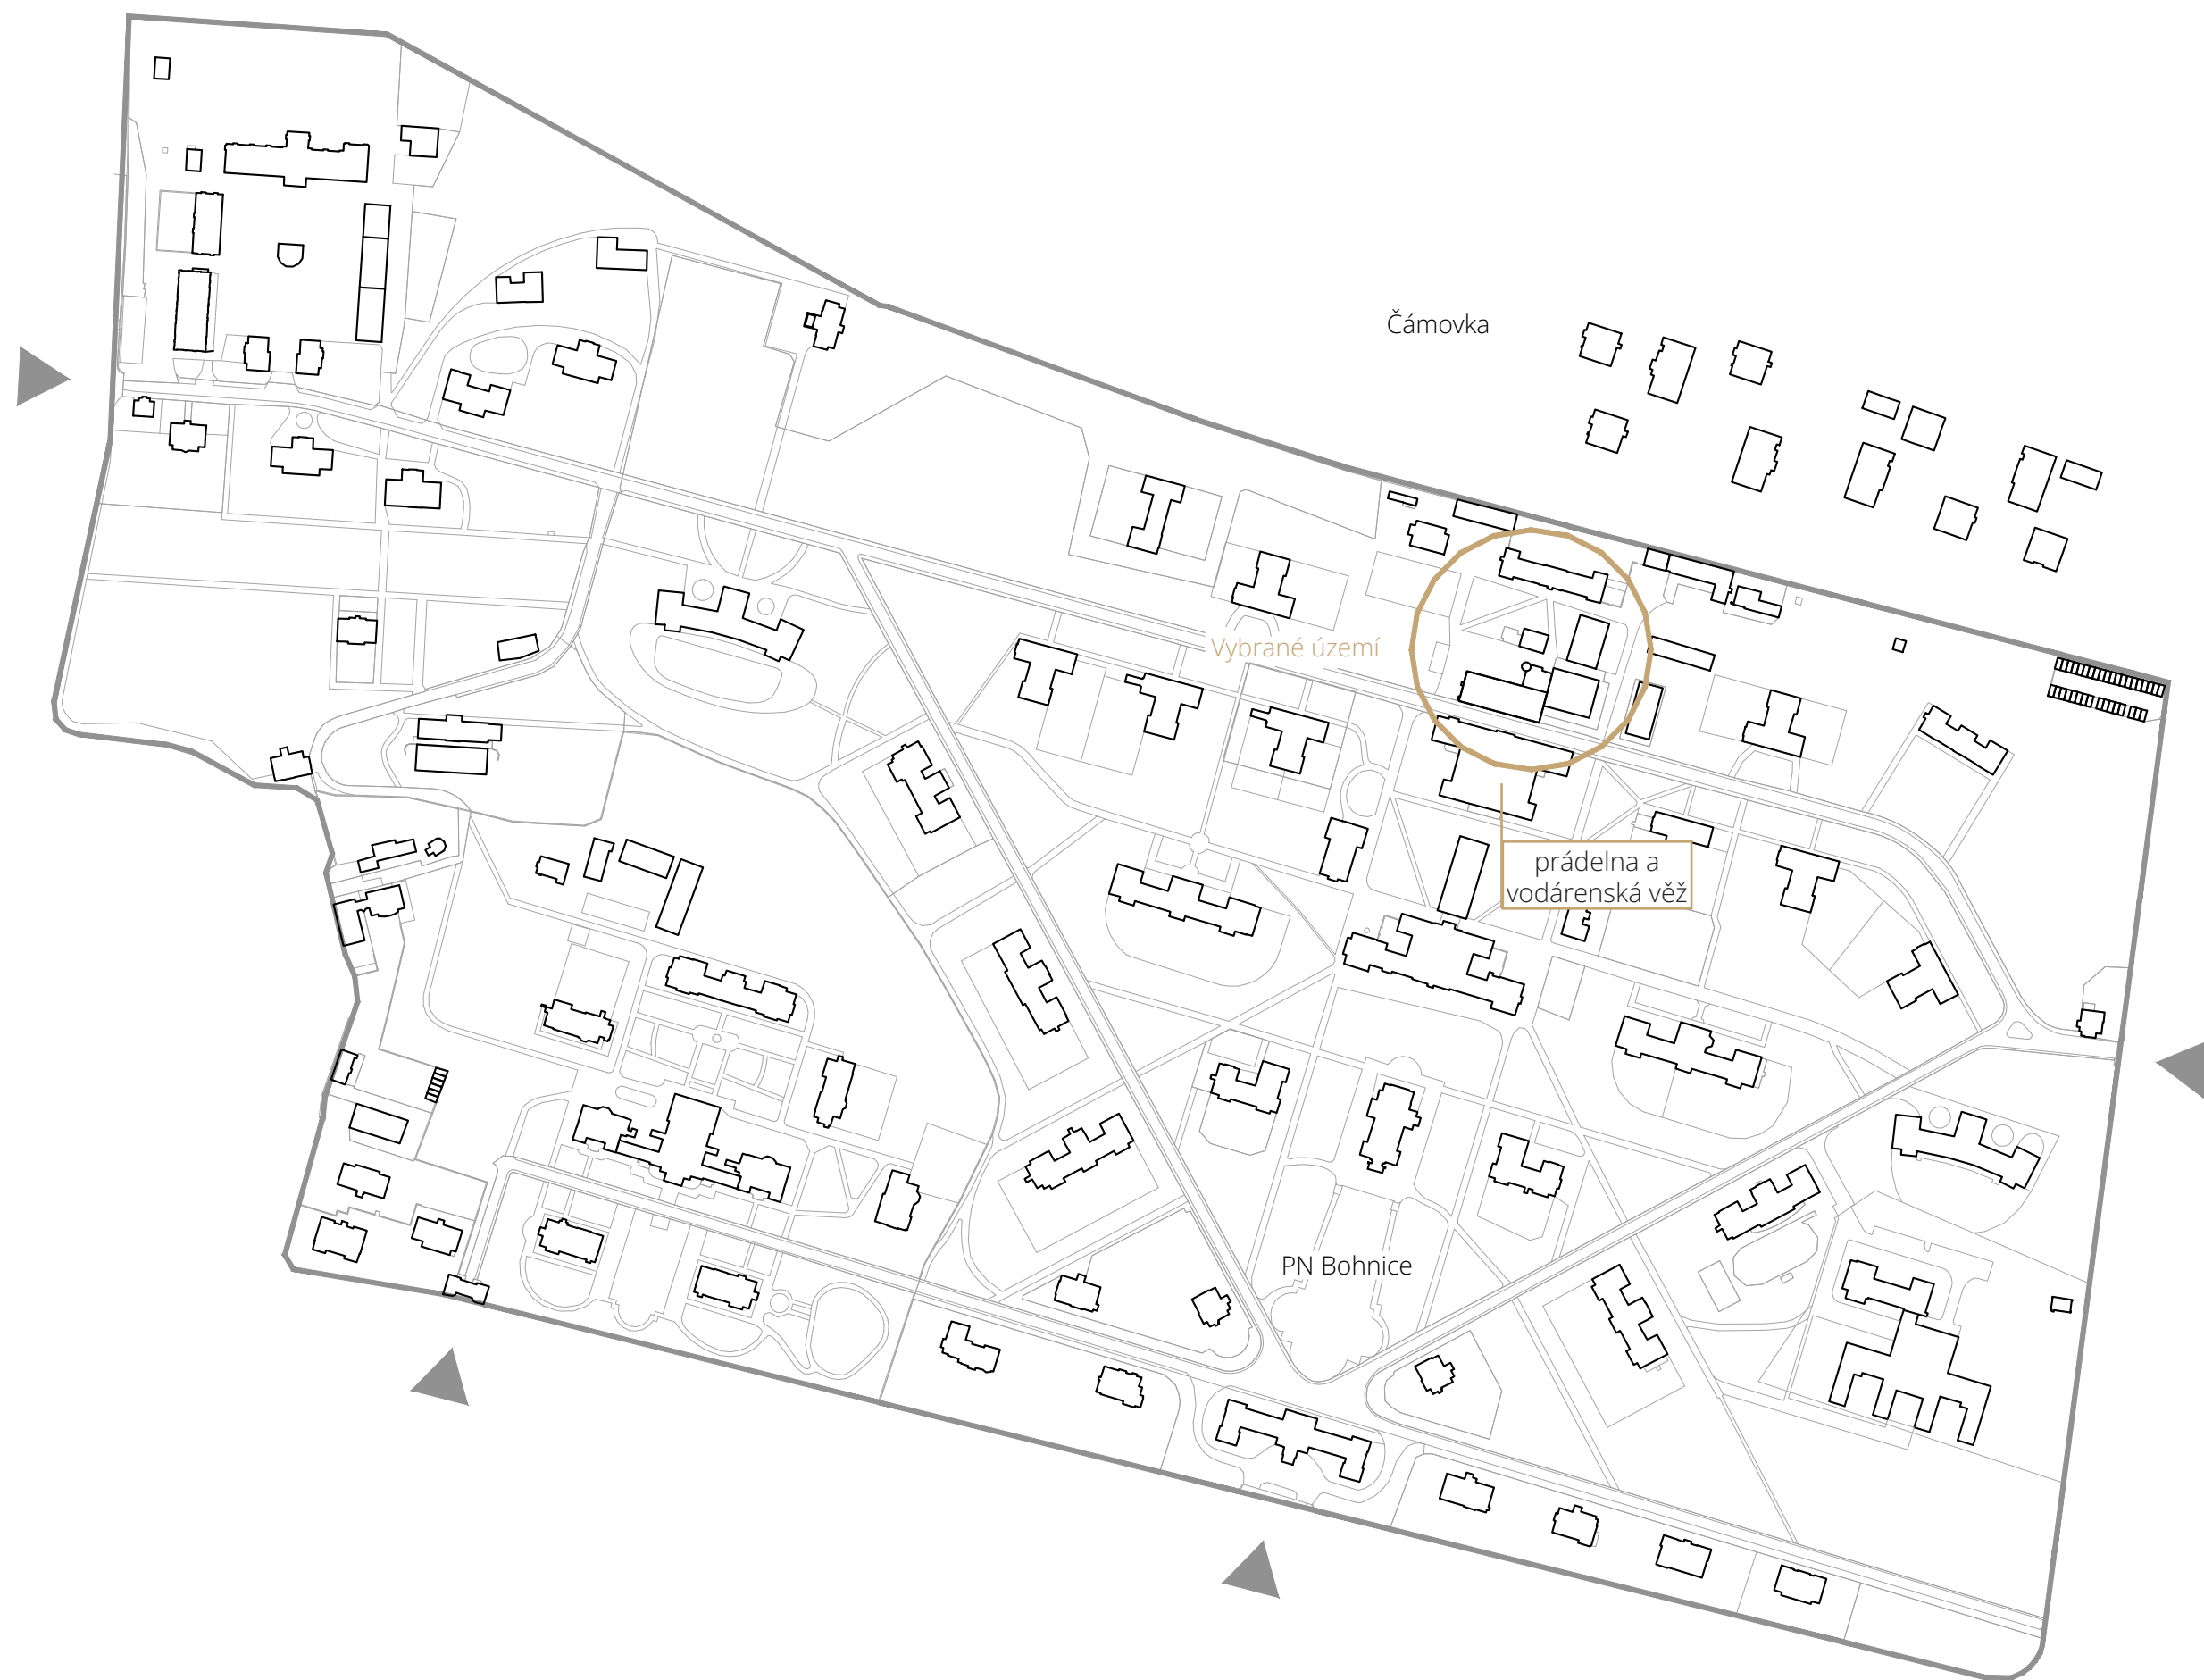 Čámovka
Vybrané území
prádelna a
vodárenská věž
PN Bohnice